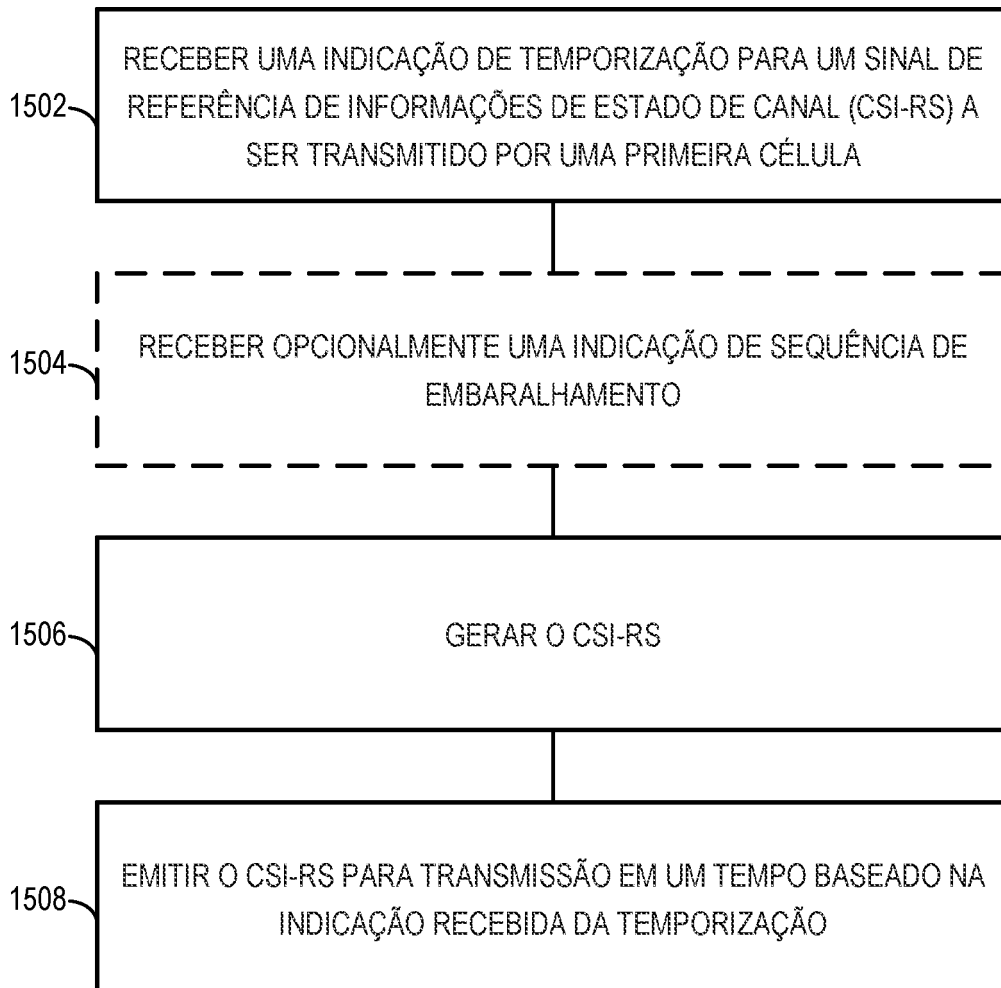 RECEBER UMA INDICAÇÃO DE TEMPORIZAÇÃO PARA UM SINAL DE
1502
REFERÊNCIA DE INFORMAÇÕES DE ESTADO DE CANAL (CSI-RS) A
SER TRANSMITIDO POR UMA PRIMEIRA CÉLULA
1504
RECEBER OPCIONALMENTE UMA INDICAÇÃO DE SEQUÊNCIA DE
EMBARALHAMENTO
1506
GERAR O CSI-RS
EMITIR O CSI-RS PARA TRANSMISSÃO EM UM TEMPO BASEADO NA
1508
INDICAÇÃO RECEBIDA DA TEMPORIZAÇÃO